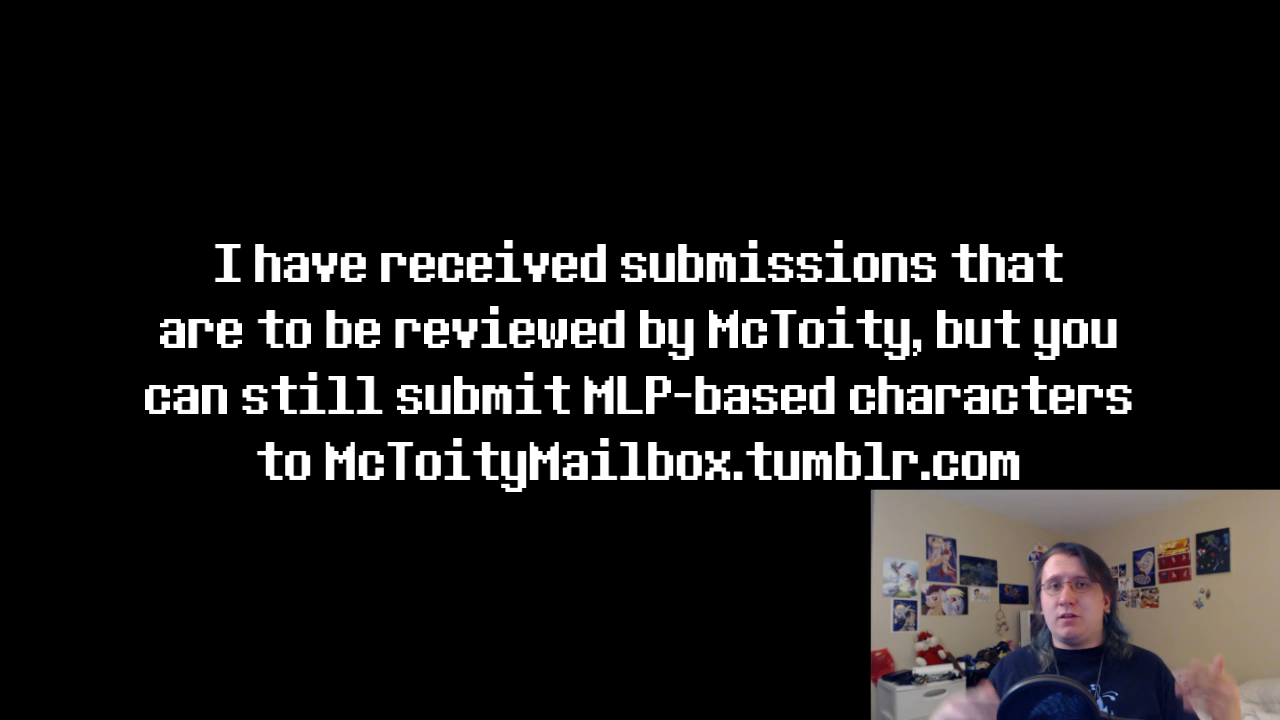 I have received submissions that
are to be reviewed by McToity, but you
can still submit MLP-based characters
to McToityMailbox.tumblr.com